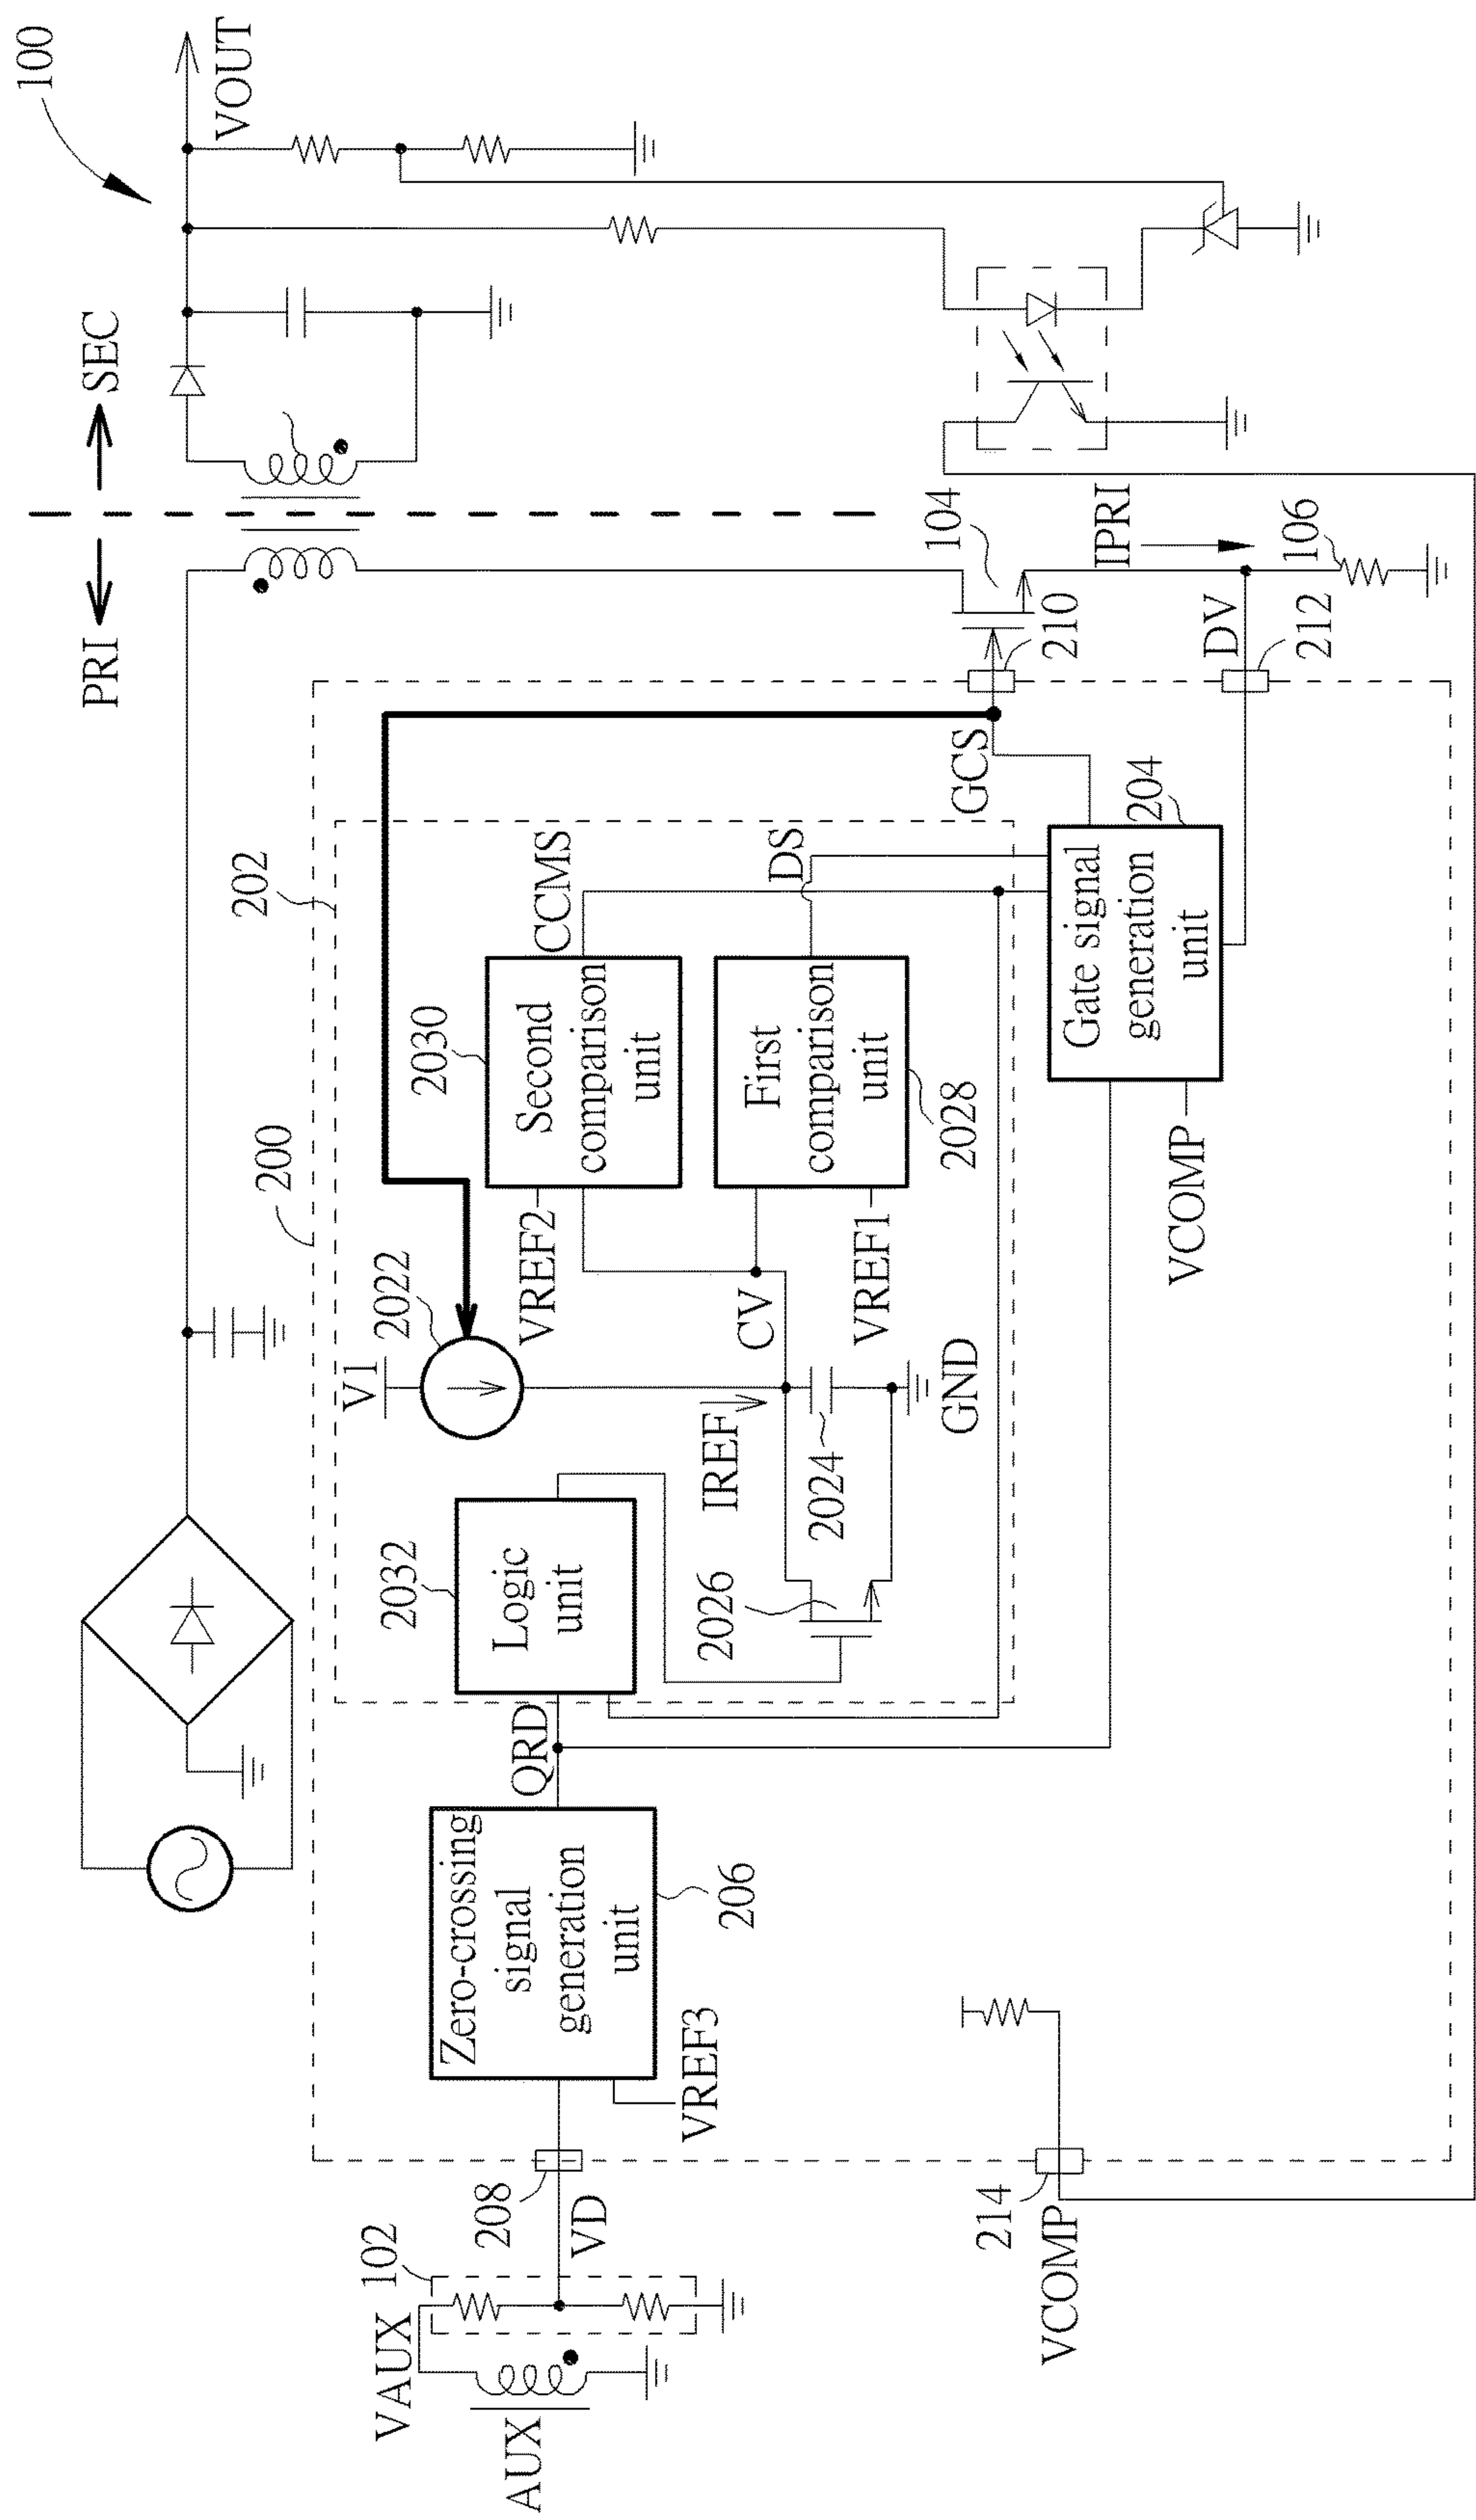 100
PRI
SEC
VOUT
200
202
VAUX
102
AUX
208
VD
Zero-crossing
signal
generation
unit
206
VREF3
QRD
2032
Logic
unit
V1
2022
2030
Second
comparison
unit
VREF2
CCMS
IREF
2026
2024
CV
GND
First
comparison
unit
2028
VREF1
DS
GCS
210
104
IPRI
106
DV
212
Gate signal
generation
unit
204
VCOMP
214
VCOMP